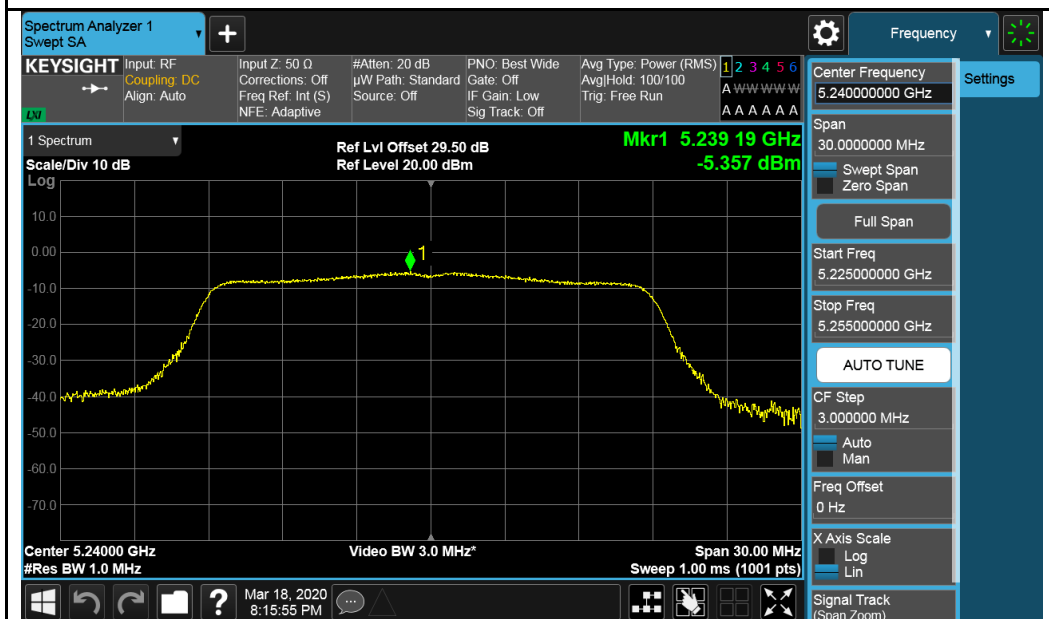 Spectrum Analyzer 1
Swept SA
+
Frequency
KEYSIGHT
LXI
Input: RF
Coupling: DC
Align: Auto
Input Z: 50 Ω
Corrections: Off
Freq Ref: Int (S)
NFE: Adaptive
#Atten: 20 dB
µW Path: Standard
Source: Off
PNO: Best Wide
Gate: Off
IF Gain: Low
Sig Track: Off
Avg Type: Power (RMS)
Avg|Hold: 100/100
Trig: Free Run
1 2 3 4 5 6
A W W W W W
A A A A A A
1 Spectrum
Scale/Div 10 dB
Log
Ref Lvl Offset 29.50 dB
Ref Level 20.00 dBm
Mkr1 5.239 19 GHz
-5.357 dBm
10.0
0.00
-10.0
-20.0
-30.0
-40.0
-50.0
-60.0
-70.0
1
Center 5.24000 GHz
#Res BW 1.0 MHz
Video BW 3.0 MHz*
Span 30.00 MHz
Sweep 1.00 ms (1001 pts)
Center Frequency
5.240000000 GHz
Settings
Span
30.0000000 MHz
Swept Span
Zero Span
Full Span
Start Freq
5.225000000 GHz
Stop Freq
5.255000000 GHz
AUTO TUNE
CF Step
3.000000 MHz
Auto
Man
Freq Offset
0 Hz
X Axis Scale
Log
Lin
Signal Track
(Span Zoom)
?
Mar 18, 2020
8:15:55 PM